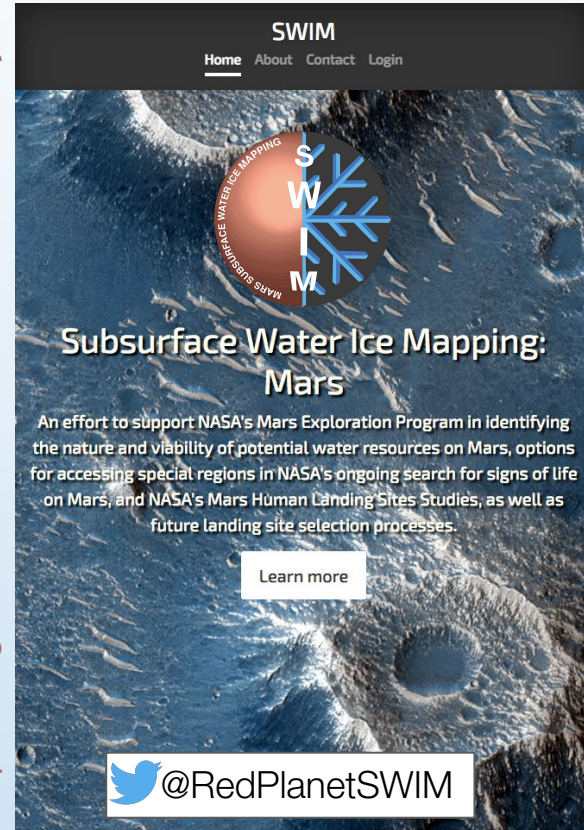 SWIM
Home About Contact Login
MARS SUBSURFACE WATER ICE MAPPING
S
W
I
M
Subsurface Water Ice Mapping:
Mars
An effort to support NASA's Mars Exploration Program in identifying
the nature and viability of potential water resources on Mars, options
for accessing special regions in NASA's ongoing search for signs of life
on Mars, and NASA's Mars Human Landing Sites Studies, as well as
future landing site selection processes.
Learn more
@RedPlanetSWIM